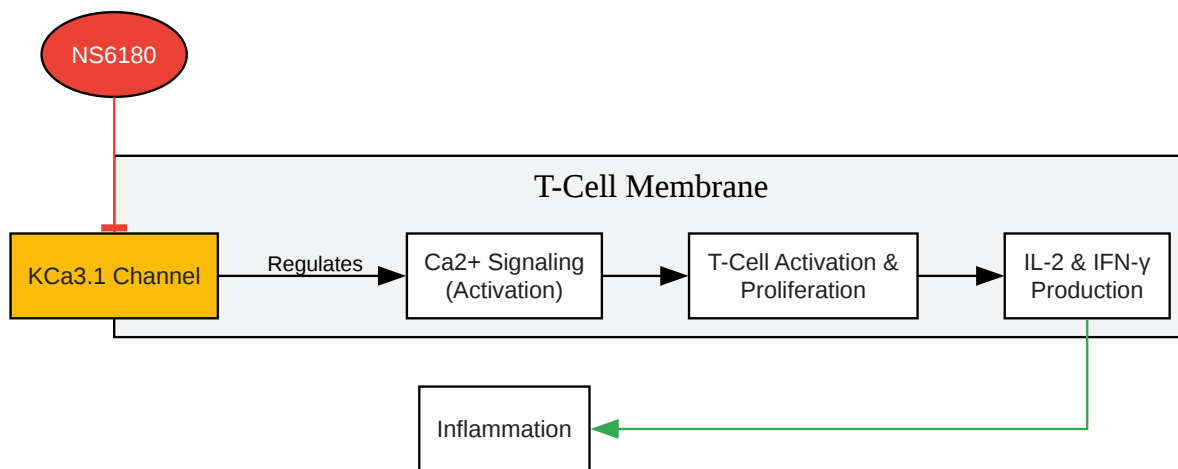 NS6180
T-Cell Membrane
KCa3.1 Channel
Regulates
Ca2+ Signaling
(Activation)
T-Cell Activation &
Proliferation
IL-2 & IFN-γ
Production
Inflammation